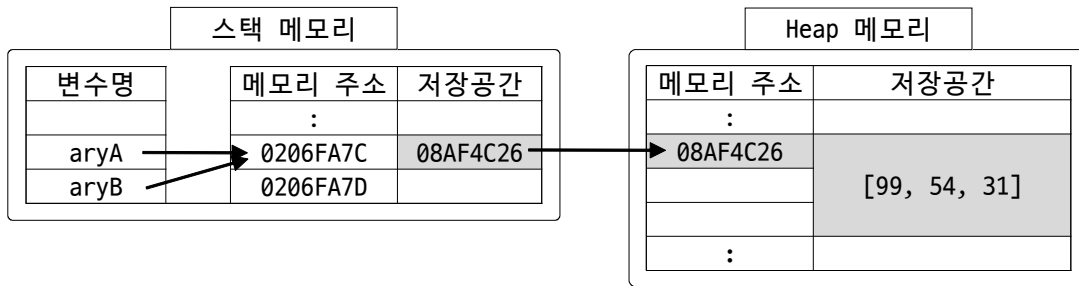 스택 메모리
변수명
메모리 주소 저장공간
:
aryA 0206FA7C 08AF4C26
aryB 0206FA7D
Heap 메모리
메모리 주소 저장공간
:
08AF4C26
[99, 54, 31]
: